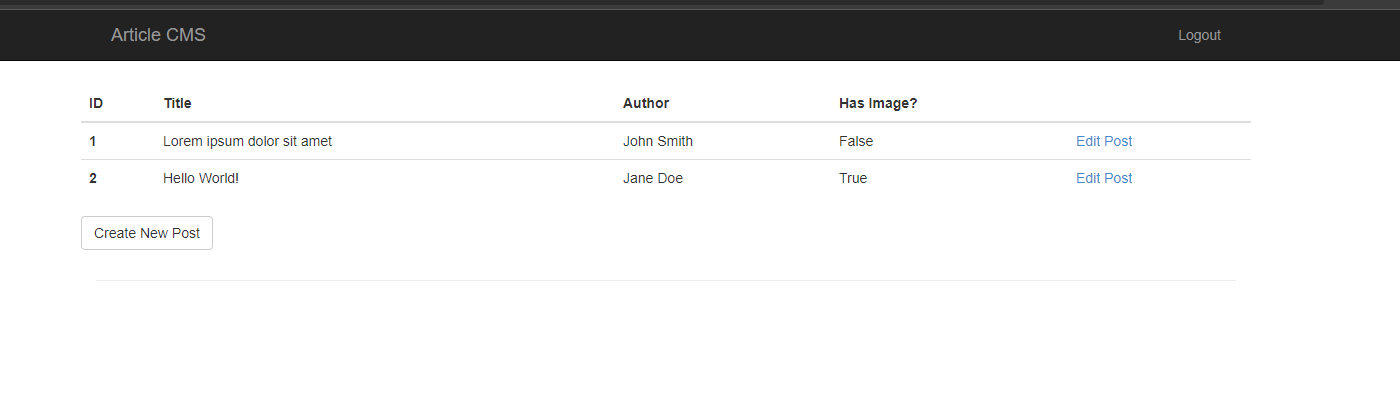 Article CMS Logout
ID Title Author Has Image?
1 Lorem ipsum dolor sit amet John Smith False Edit Post
2 Hello World! Jane Doe True Edit Post
Create New Post